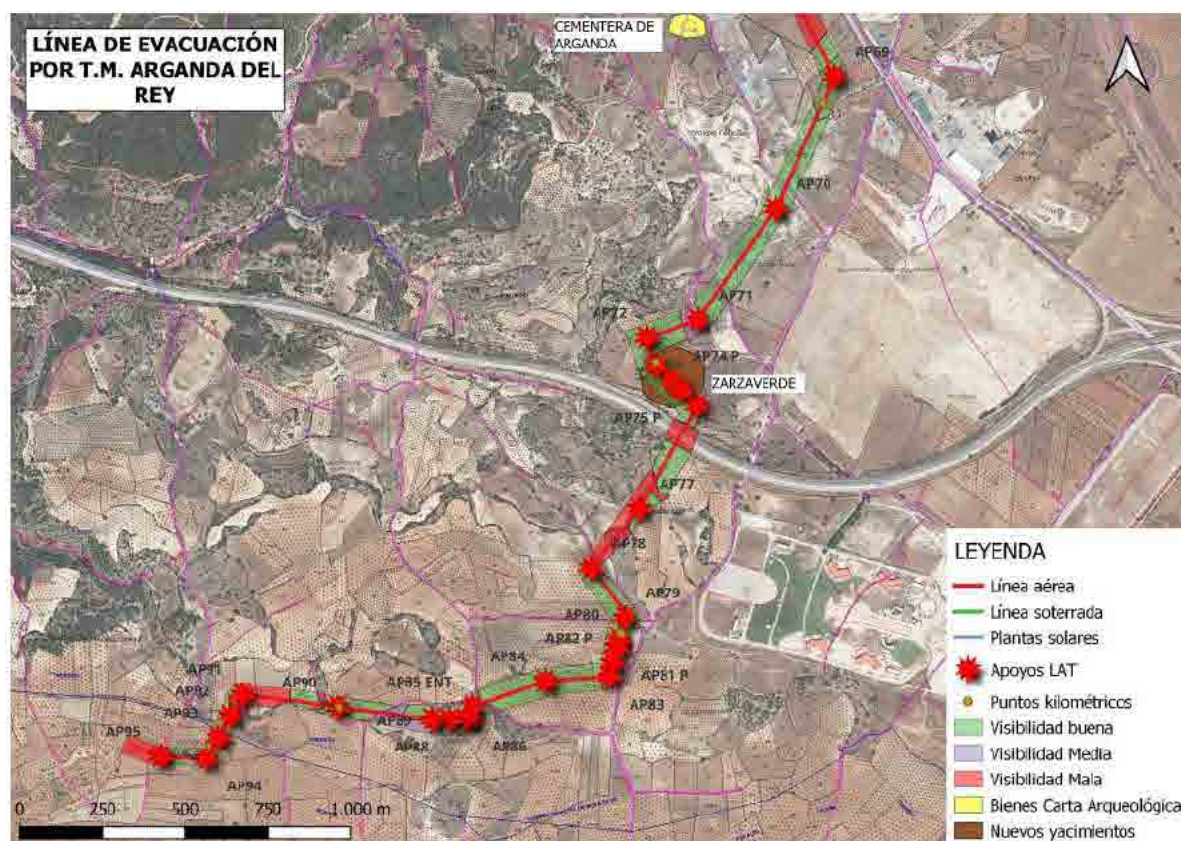 LÍNEA DE EVACUACIÓN
POR T.M. ARGANDA DEL
REY
CEMENTERA DE
ARGANDA
AP69
AP70
AP71
AP72
AP74 P
ZARZAVERDE
AP75 P
AP77
AP78
AP79
AP80
AP82 P
AP81 P
AP83
AP84
AP85 ENT
AP86
AP88
AP89
AP90
AP91
AP92
AP93
AP94
AP95
0 250 500 750 1.000 m
LEYENDA
Línea aérea
Línea soterrada
Plantas solares
Apoyos LAT
Puntos kilométricos
Visibilidad buena
Visibilidad Media
Visibilidad Mala
Bienes Carta Arqueológica
Nuevos yacimientos